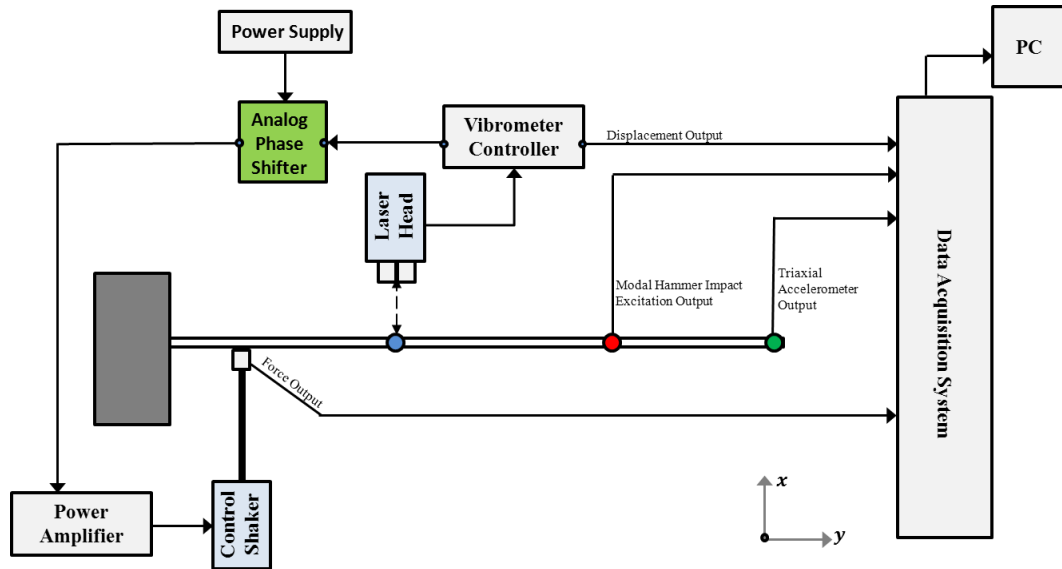 Power Supply
PC
Analog
Phase
Shifter
Vibrometer
Controller
Displacement Output
Laser
Head
Modal Hammer Impact
Excitation Output
Triaxial
Accelerometer
Output
Data Acquisition System
Force Output
Power
Amplifier
Control
Shaker
x
y